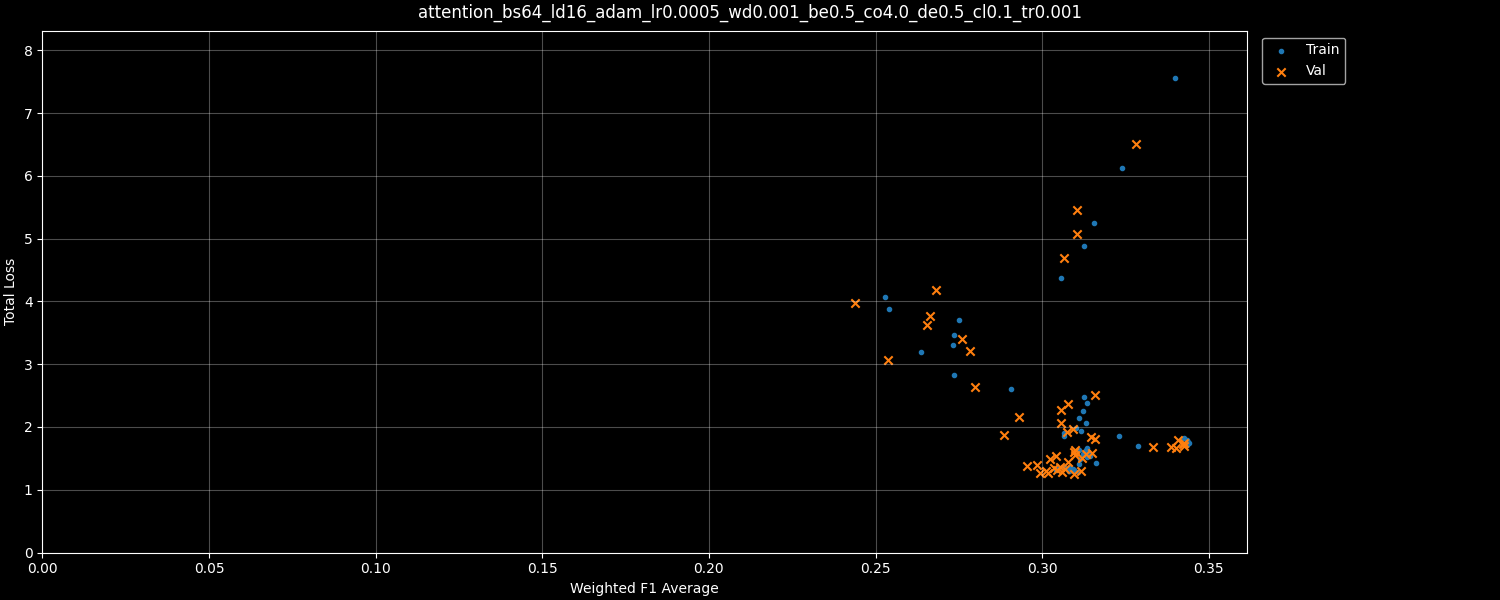 attention_bs64_ld16_adam_lr0.0005_wd0.001_be0.5_co4.0_de0.5_cl0.1_tr0.001
Train
Val
8
7
6
5
4
3
2
1
0
Total Loss
0.00 0.05 0.10 0.15 0.20 0.25 0.30 0.35
Weighted F1 Average